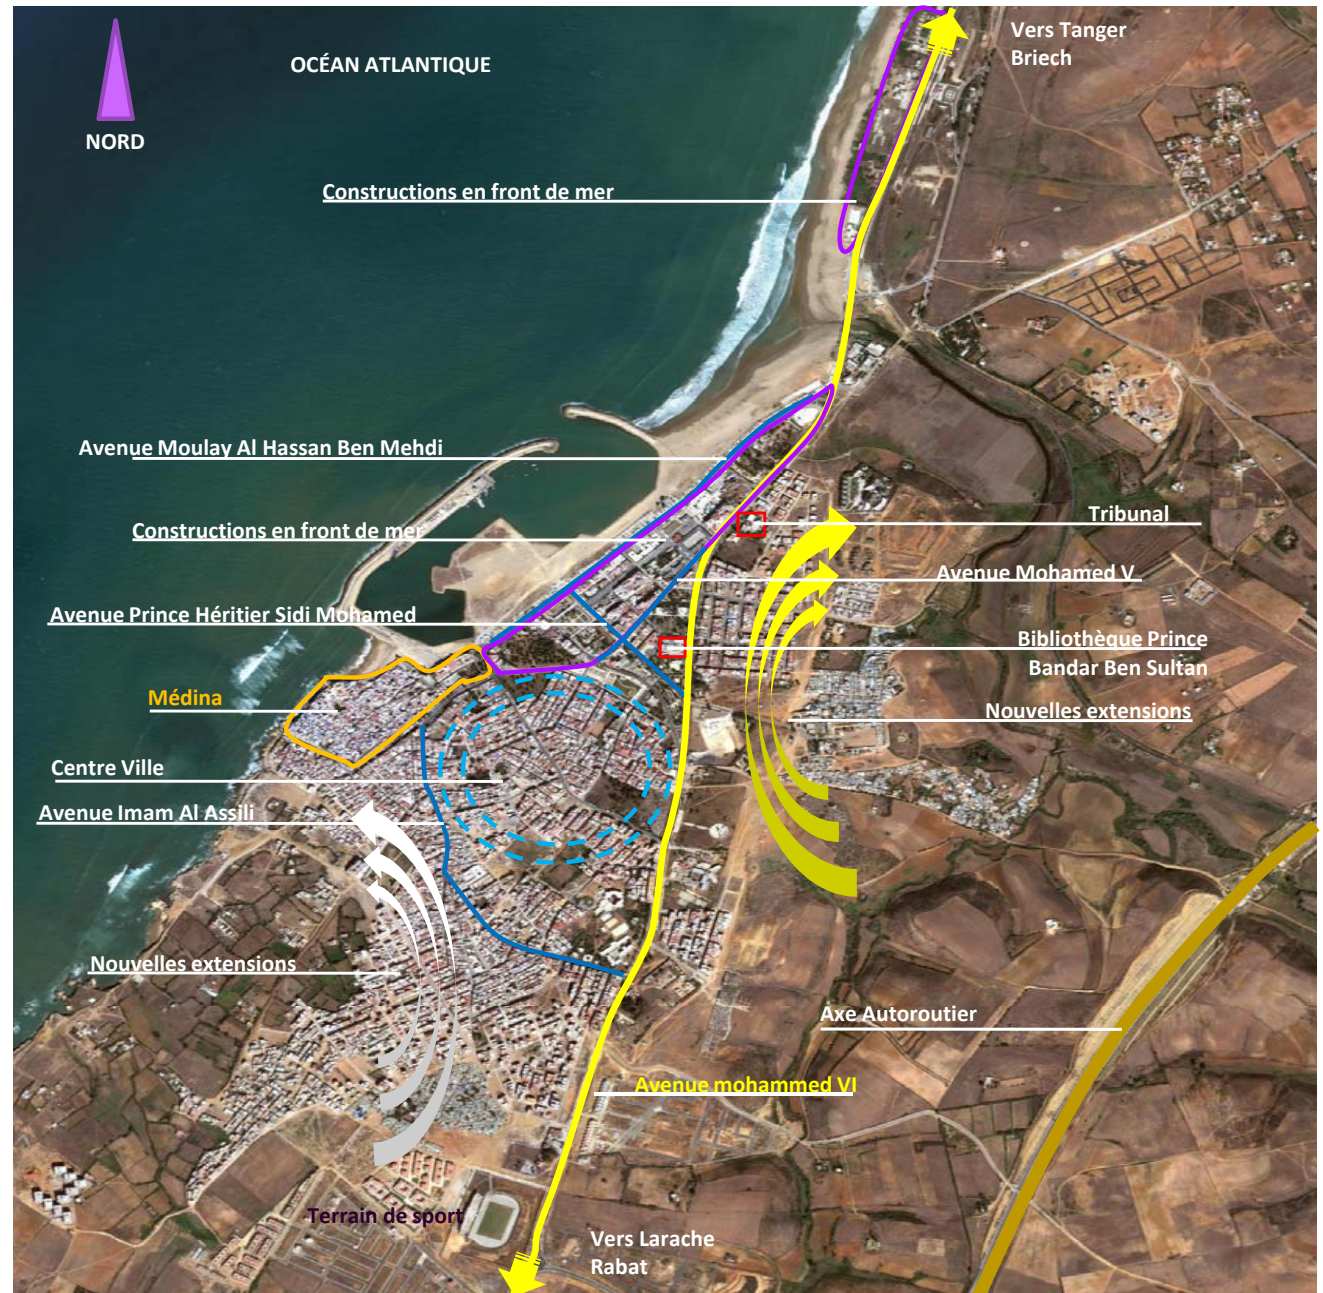 Vers Tanger
Briech
OCÉAN ATLANTIQUE
NORD
Constructions en front de mer
Avenue Moulay Al Hassan Ben Mehdi
Tribunal
Constructions en front de mer
Avenue Mohamed V
Avenue Prince Héritier Sidi Mohamed
Bibliothèque Prince
Bandar Ben Sultan
Médina
Nouvelles extensions
Centre Ville
Avenue Imam Al Assili
Nouvelles extensions
Axe Autoroutier
Avenue mohammed VI
Terrain de sport
Vers Larache
Rabat